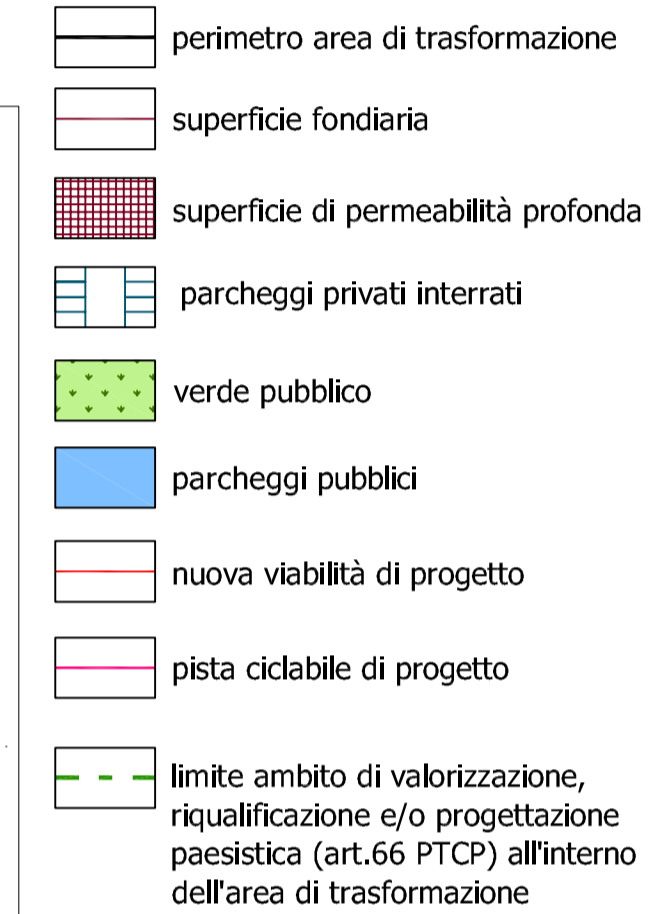 perimetro area di trasformazione
superficie fondiaria
superficie di permeabilità profonda
parcheggi privati interrati
verde pubblico
parcheggi pubblici
nuova viabilità di progetto
pista ciclabile di progetto
limite ambito di valorizzazione,
riqualificazione e/o progettazione
paesistica (art.66 PTCP) all'interno
dell'area di trasformazione